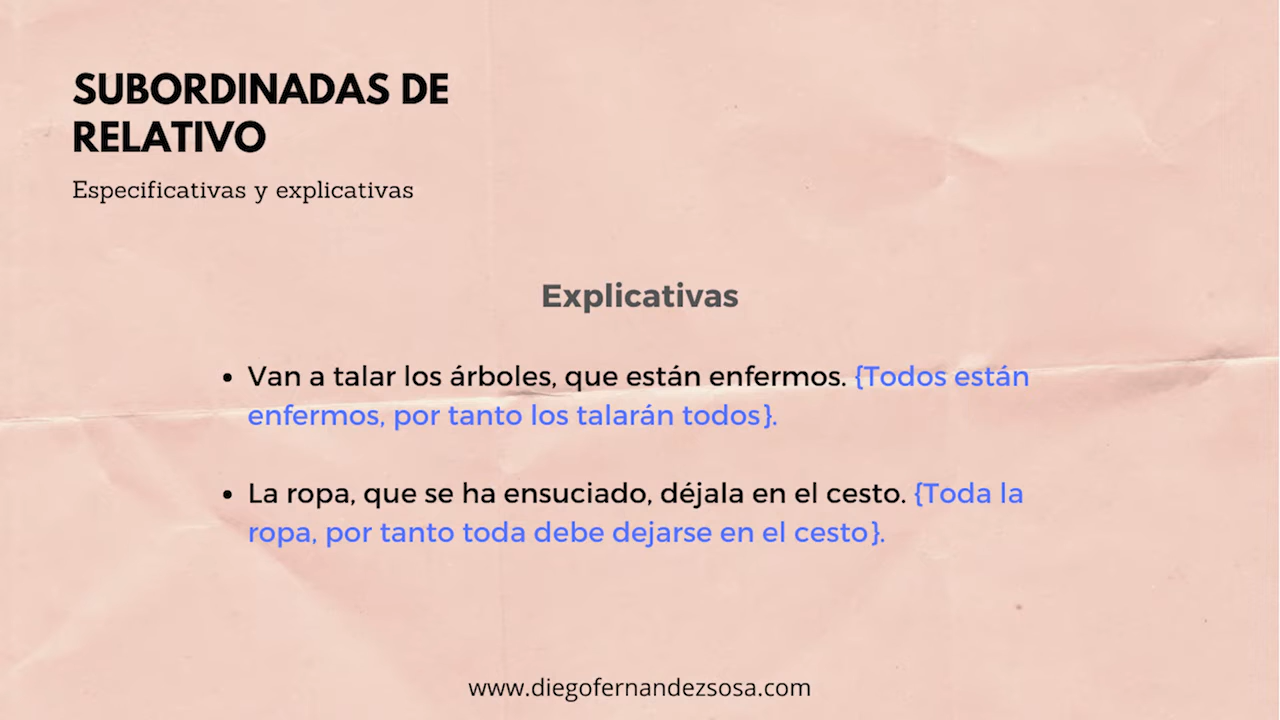 SUBORDINADAS DE
RELATIVO
Especificativas y explicativas
Explicativas
• Van a talar los árboles, que están enfermos. {Todos están
enfermos, por tanto los talarán todos}.
• La ropa, que se ha ensuciado, déjala en el cesto. {Toda la
ropa, por tanto toda debe dejarse en el cesto}.
www.diegofernandezsosa.com